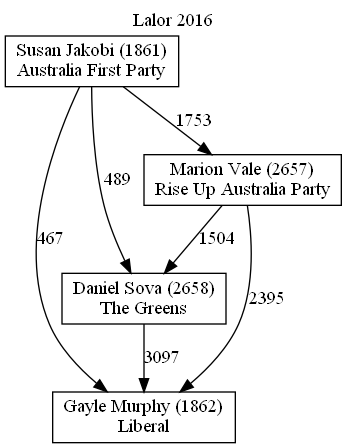 Lalor 2016
Susan Jakobi (1861)
Australia First Party
1753
Marion Vale (2657)
Rise Up Australia Party
489
467
1504
2395
Daniel Sova (2658)
The Greens
3097
Gayle Murphy (1862)
Liberal